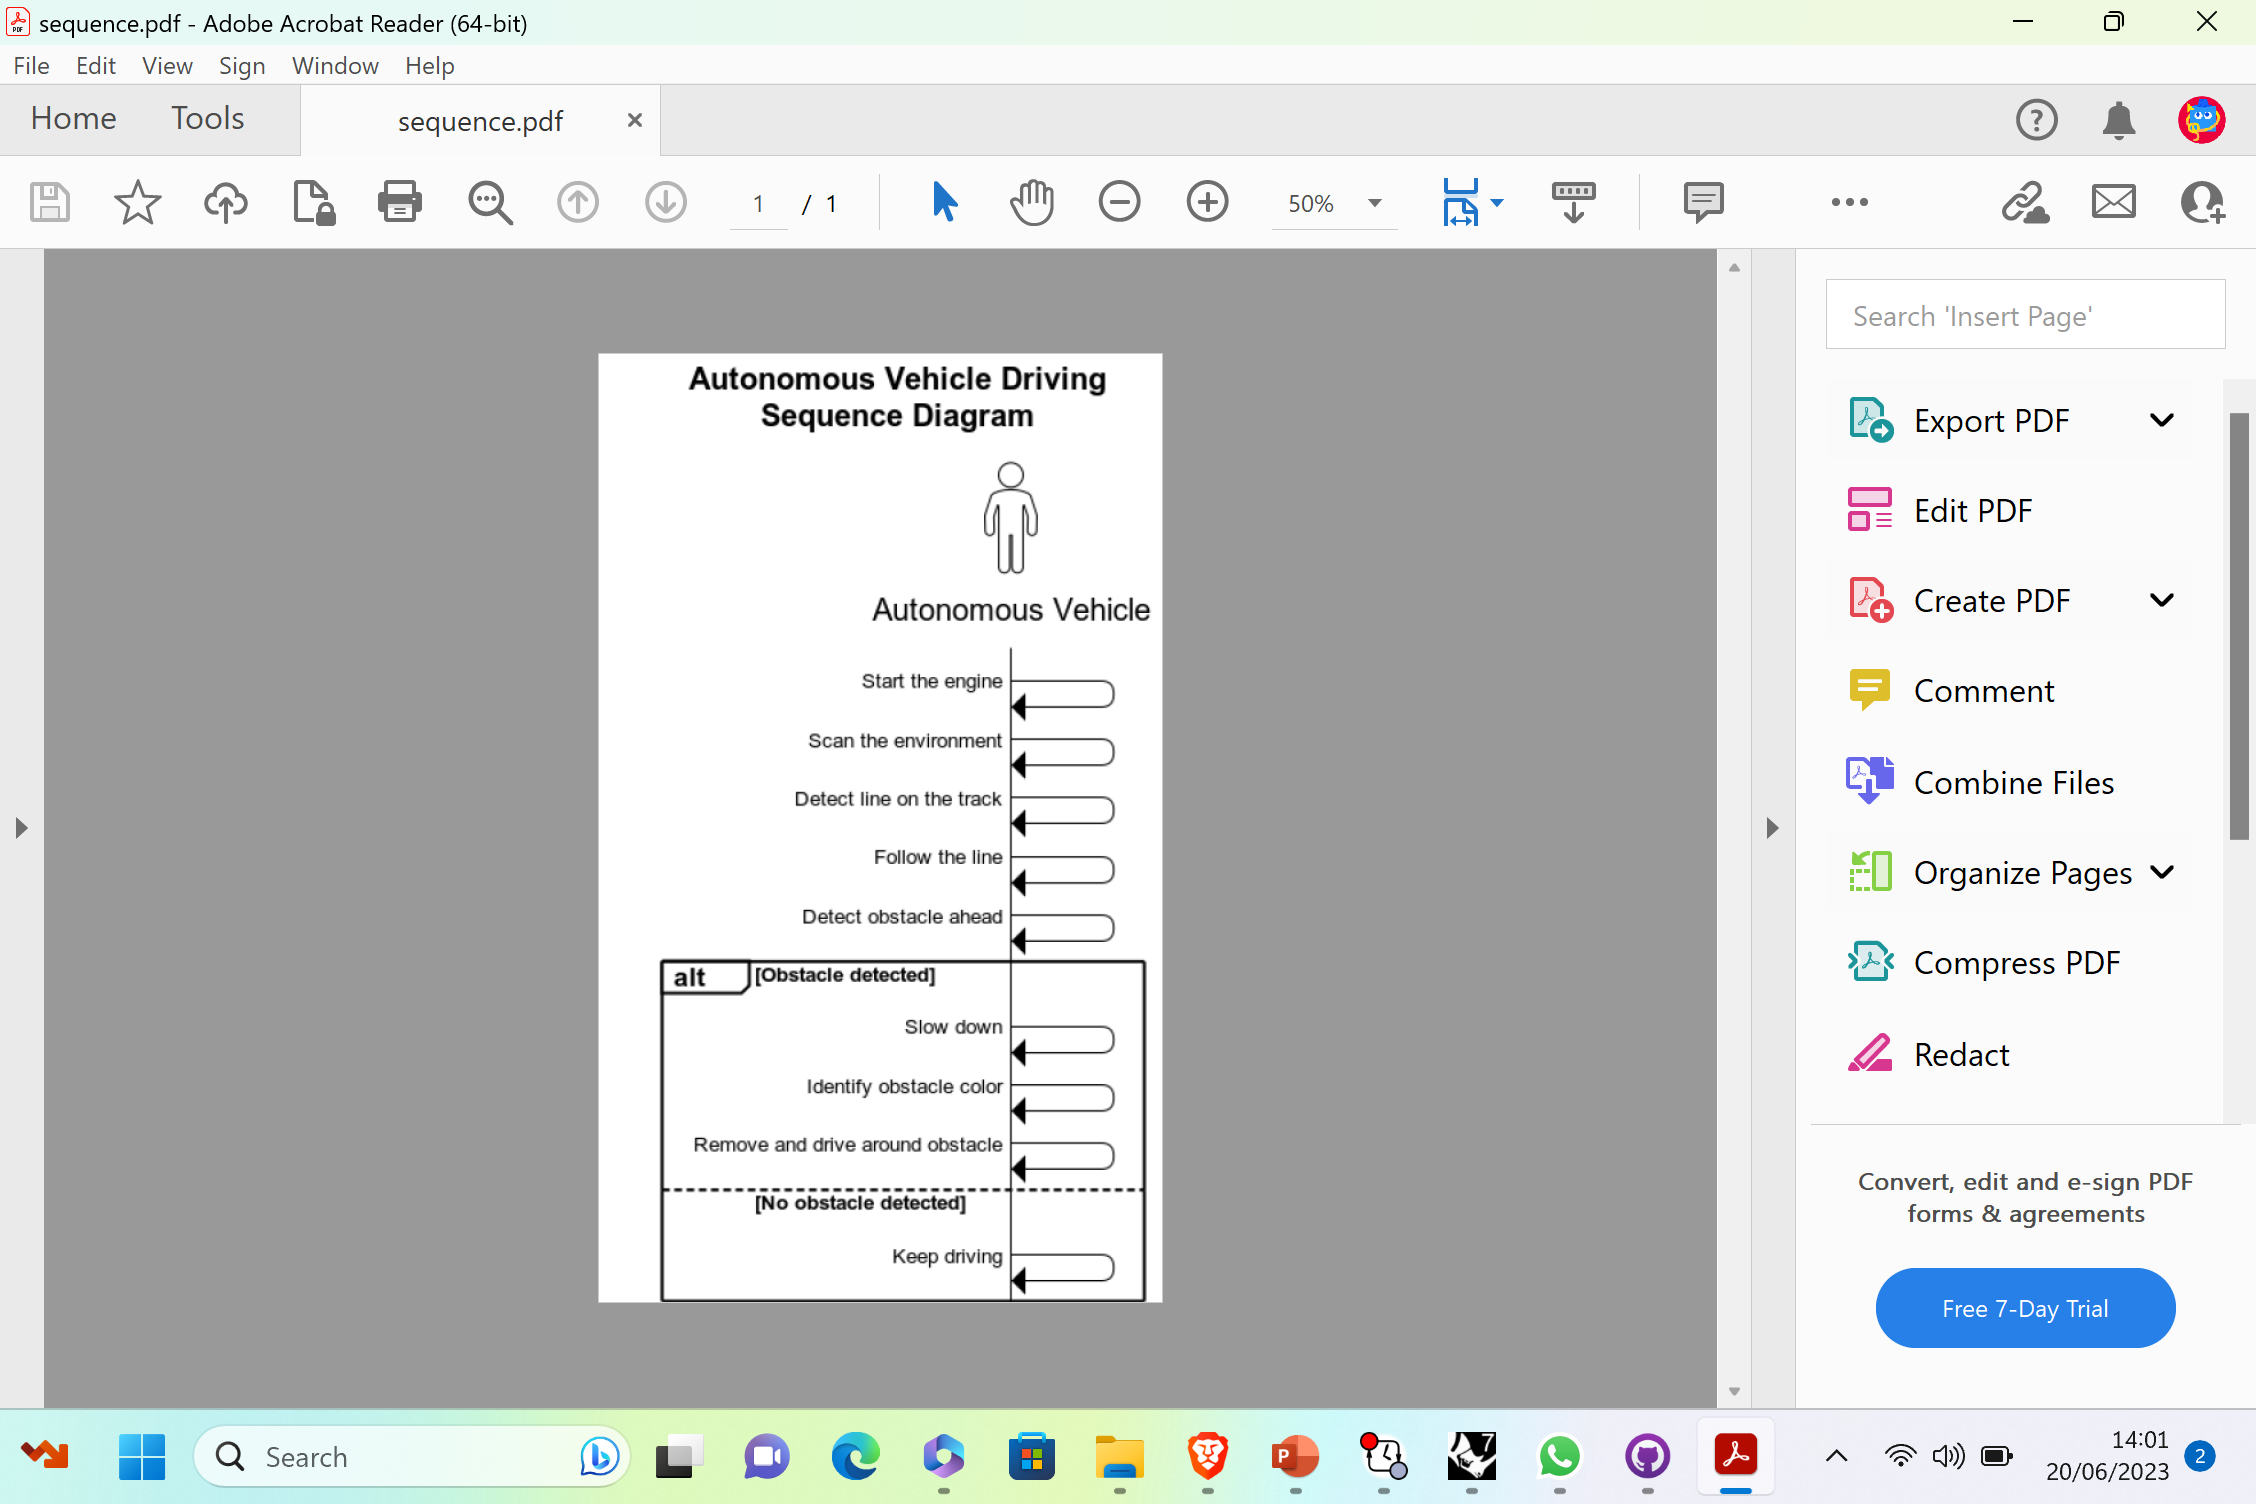 sequence.pdf - Adobe Acrobat Reader (64-bit)
File Edit View Sign Window Help
Home Tools sequence.pdf
1 / 1 50%
Autonomous Vehicle Driving
Sequence Diagram
Autonomous Vehicle
Start the engine
Scan the environment
Detect line on the track
Follow the line
Detect obstacle ahead
alt [Obstacle detected]
Slow down
Identify obstacle color
Remove and drive around obstacle
[No obstacle detected]
Keep driving
Search 'Insert Page'
Export PDF
Edit PDF
Create PDF
Comment
Combine Files
Organize Pages
Compress PDF
Redact
Convert, edit and e-sign PDF
forms & agreements
Free 7-Day Trial
Search
P
7
14:01
20/06/2023
2